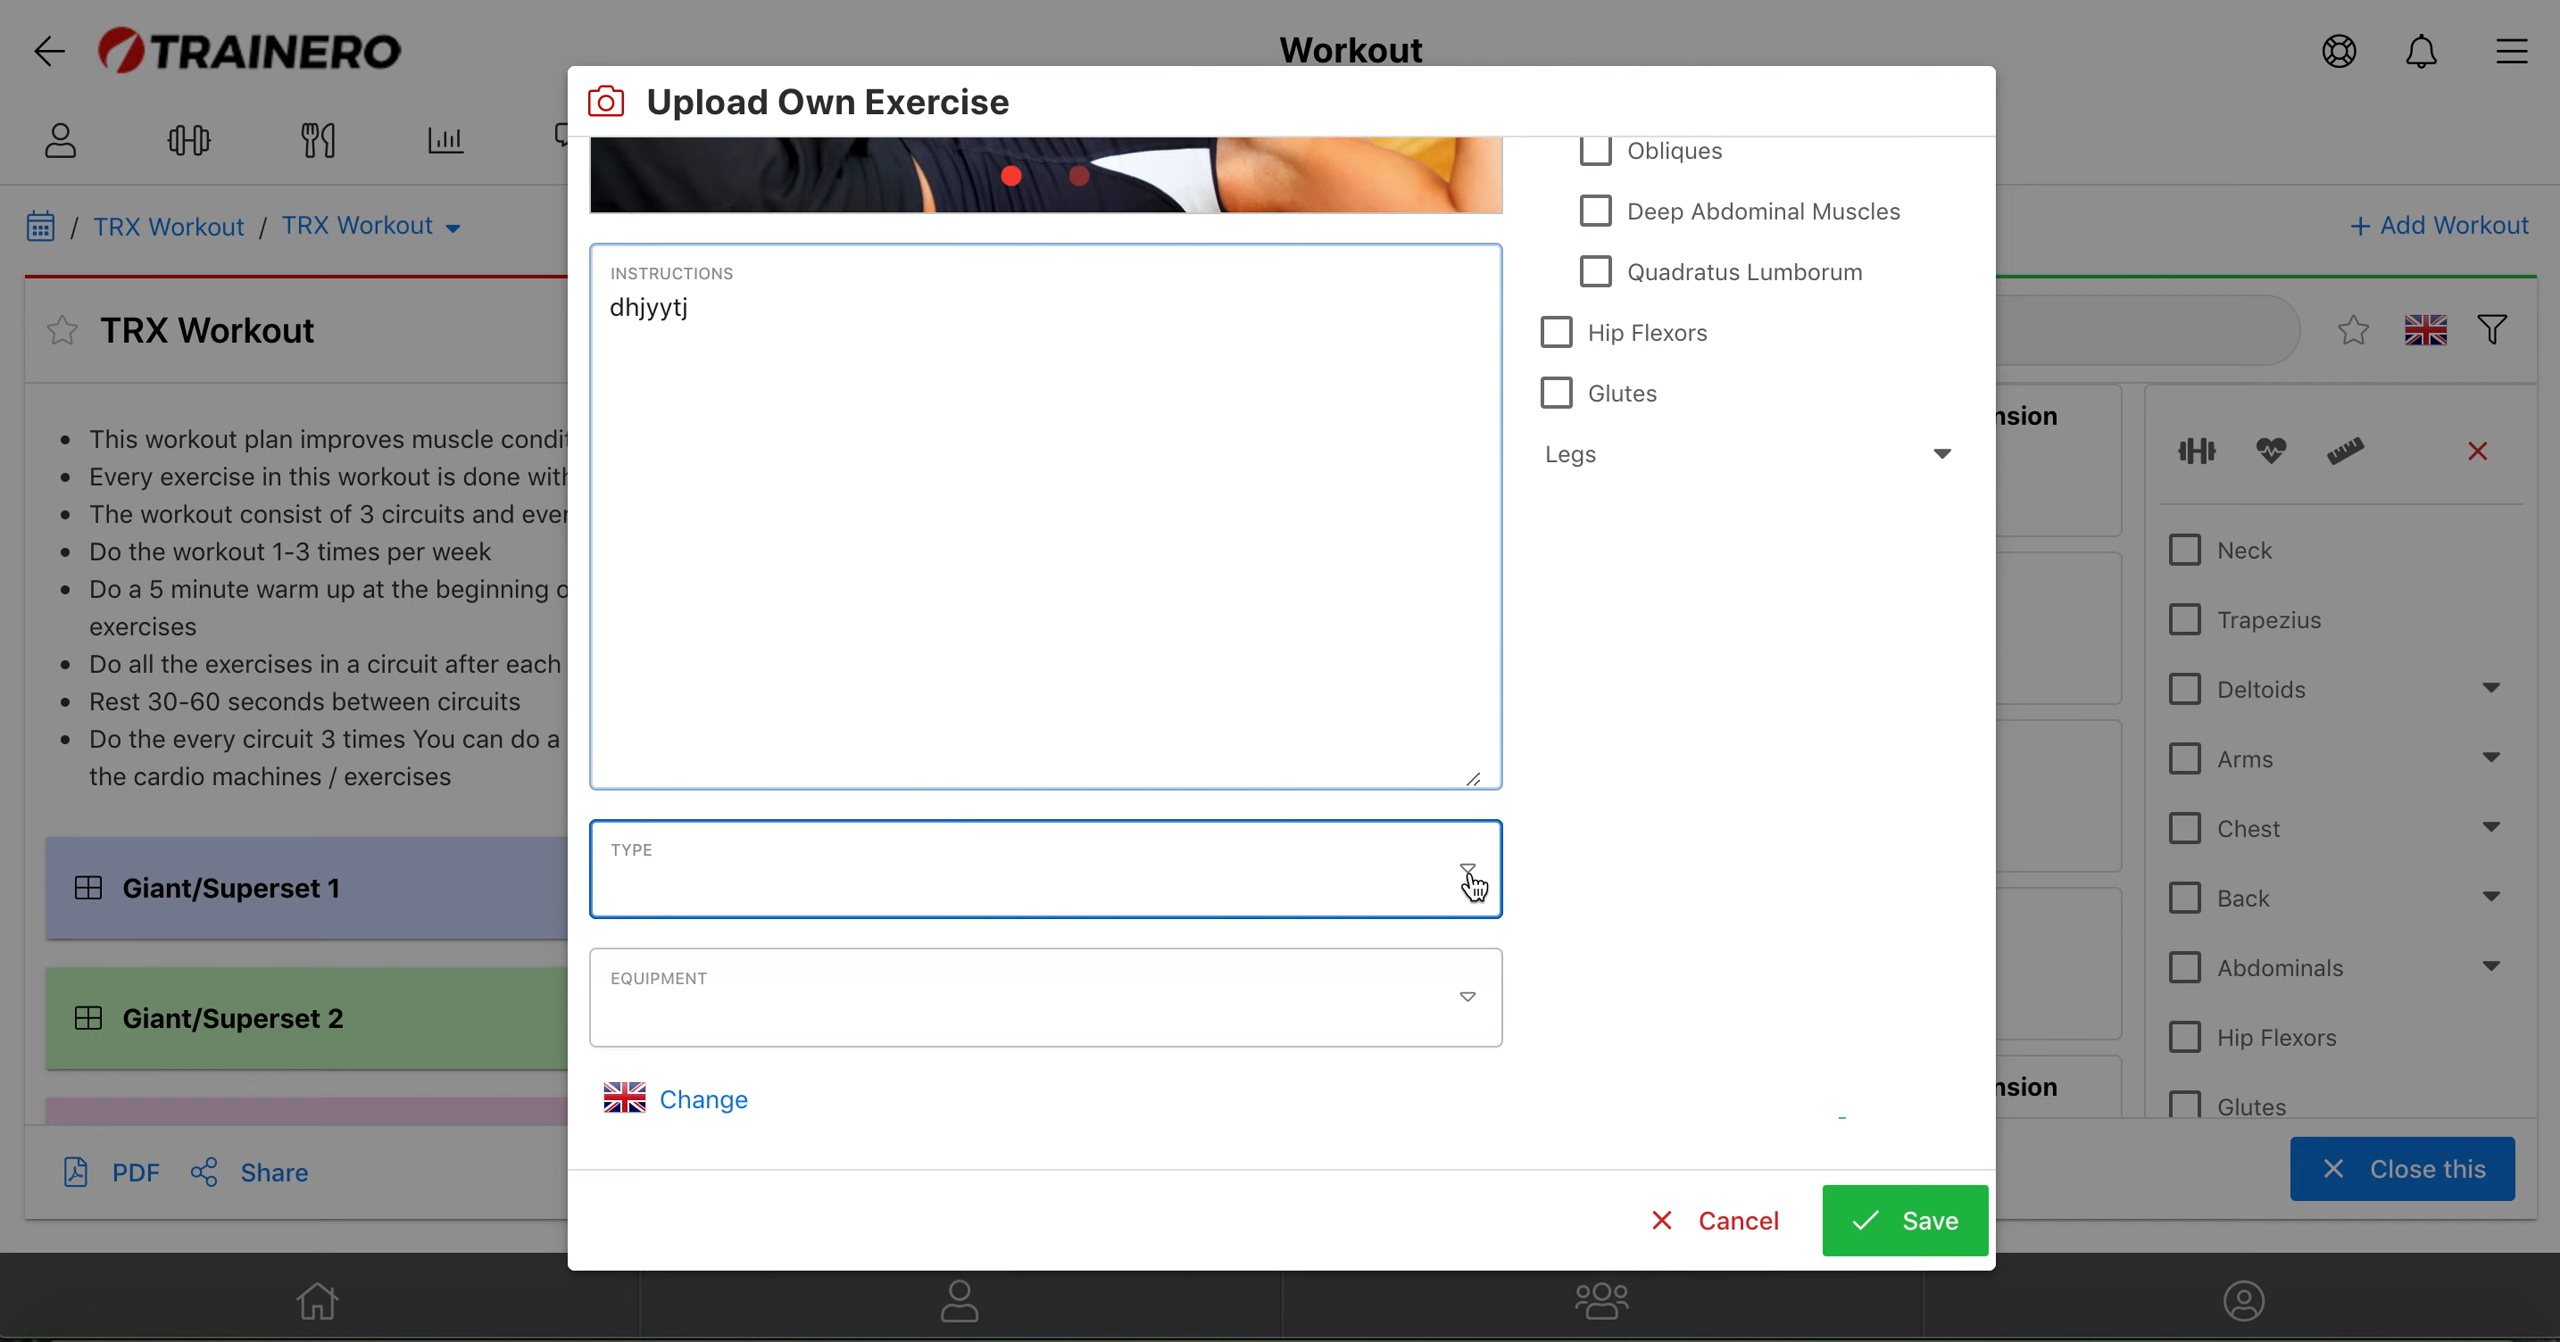 TRAINERO
Workout
TRX Workout / TRX Workout
+ Add Workout
TRX Workout
• This workout plan improves muscle condit
• Every exercise in this workout is done with
• The workout consist of 3 circuits and ever
• Do the workout 1-3 times per week
• Do a 5 minute warm up at the beginning o
exercises
• Do all the exercises in a circuit after each
• Rest 30-60 seconds between circuits
• Do the every circuit 3 times You can do a
the cardio machines / exercises
Giant/Superset 1
Giant/Superset 2
PDF
Share
Upload Own Exercise
INSTRUCTIONS
dhjyytj
TYPE
EQUIPMENT
Change
Obliques
Deep Abdominal Muscles
Quadratus Lumborum
Hip Flexors
Glutes
Legs
Cancel
Save
nsion
nsion
Neck
Trapezius
Deltoids
Arms
Chest
Back
Abdominals
Hip Flexors
Glutes
Close this